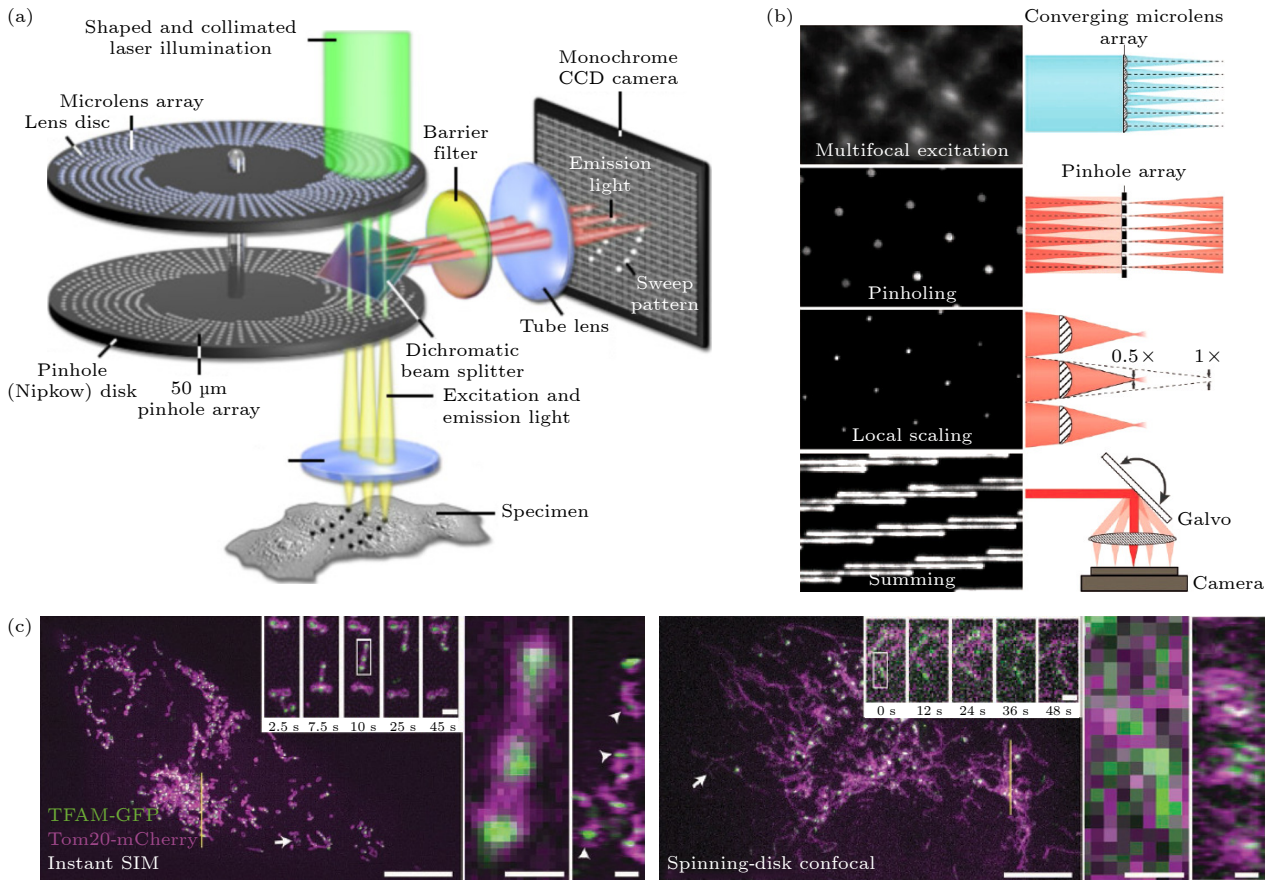 (a)
Shaped and collimated
laser illumination
Microlens array
Lens disc
Barrier
filter
Monochrome
CCD camera
Emission
light
Sweep
pattern
Tube lens
Dichromatic
beam splitter
Pinhole
(Nipkow) disk
50 μm
pinhole array
Excitation and
emission light
Specimen
(b)
Converging microlens
array
Multifocal excitation
Pinhole array
Pinholing
0.5×
1×
Local scaling
Galvo
Summing
Camera
(c)
2.5 s
7.5 s
10 s
25 s
45 s
TFAM-GFP
Tom20-mCherry
Instant SIM
0 s
12 s
24 s
36 s
48 s
Spinning-disk confocal